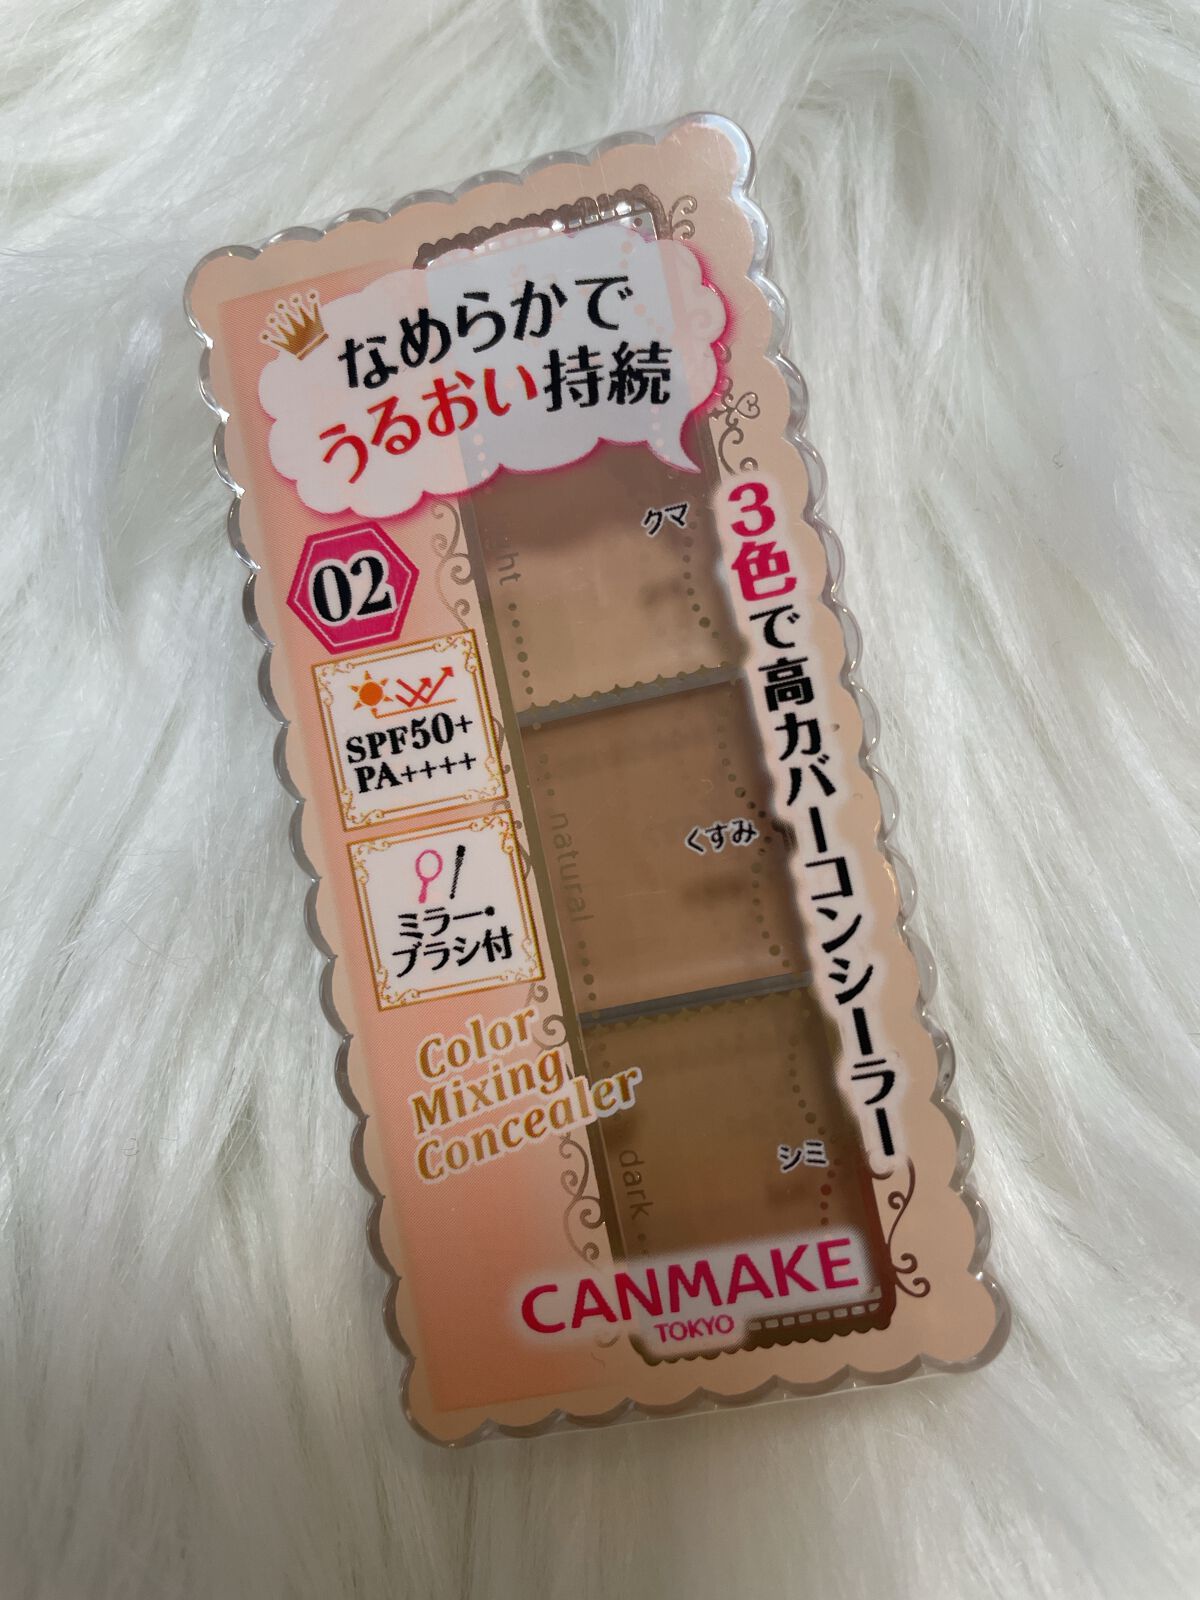 なめらかで
うるおい持続
02
SPF50+
PA++++
ミラー・
ブラシ付
Color
Mixing
Concealer
3色で高カバーコンシーラー
クマ
くすみ
natural
シミ
dark
CANMAKE
TOKYO